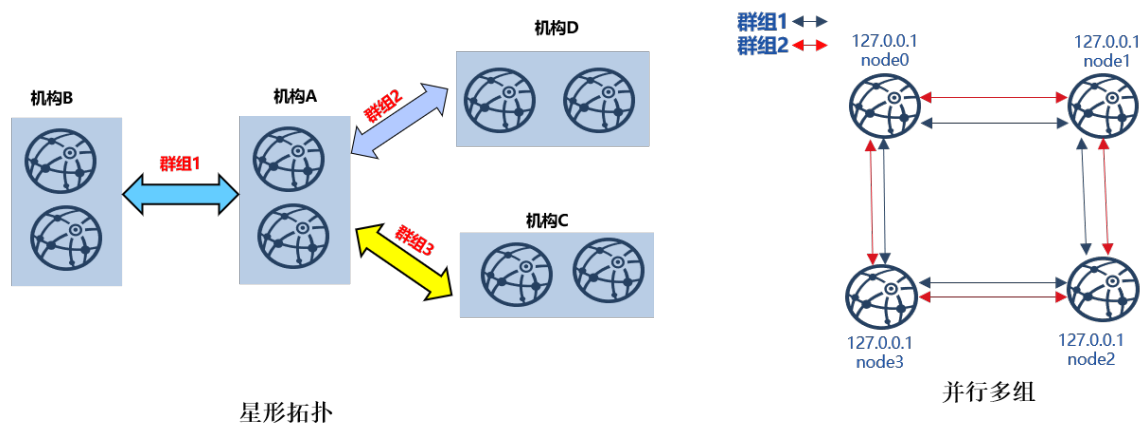 机构B
机构A
机构D
群组1
群组2
群组3
机构C
星形拓扑
群组1
群组2
127.0.0.1
node0
127.0.0.1
node1
127.0.0.1
node3
127.0.0.1
node2
并行多组